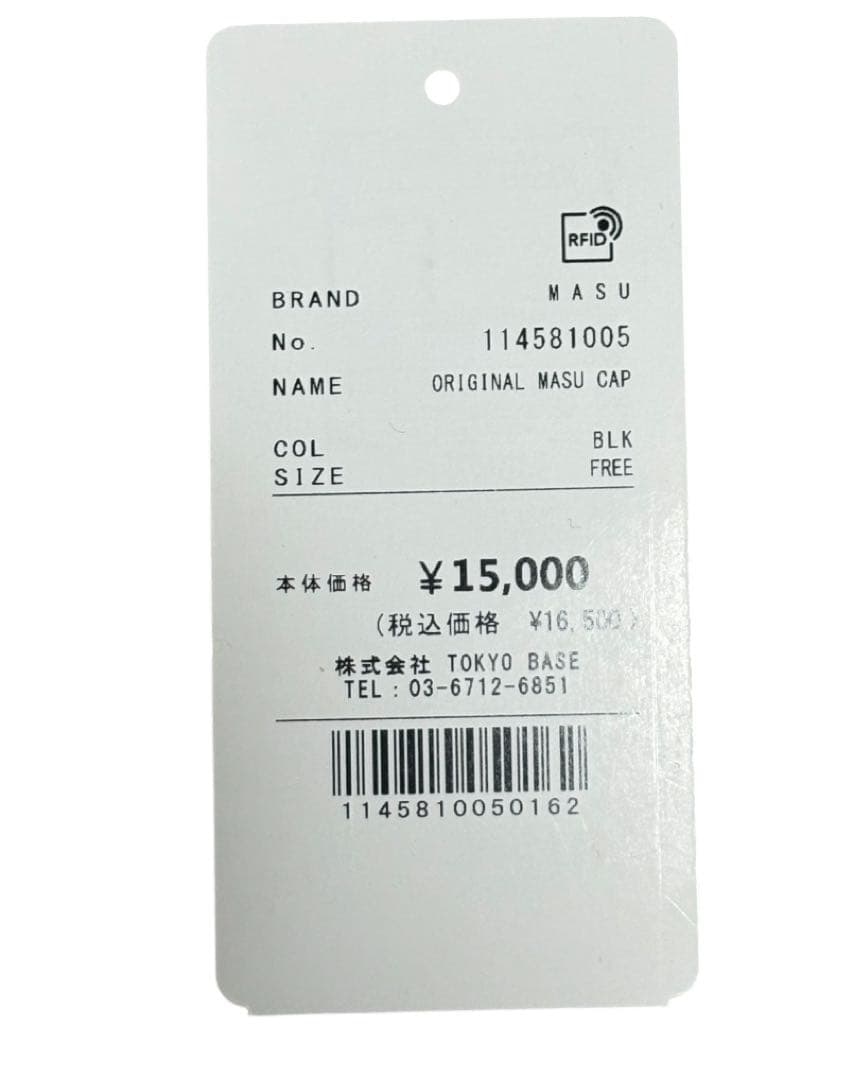 RFID
BRAND MASU
No. 114581005
NAME ORIGINAL MASU CAP
COL BLK
SIZE FREE
本体価格 ¥15,000
(税込価格 ¥16,500)
株式会社 TOKYO BASE
TEL:03-6712-6851
1145810050162